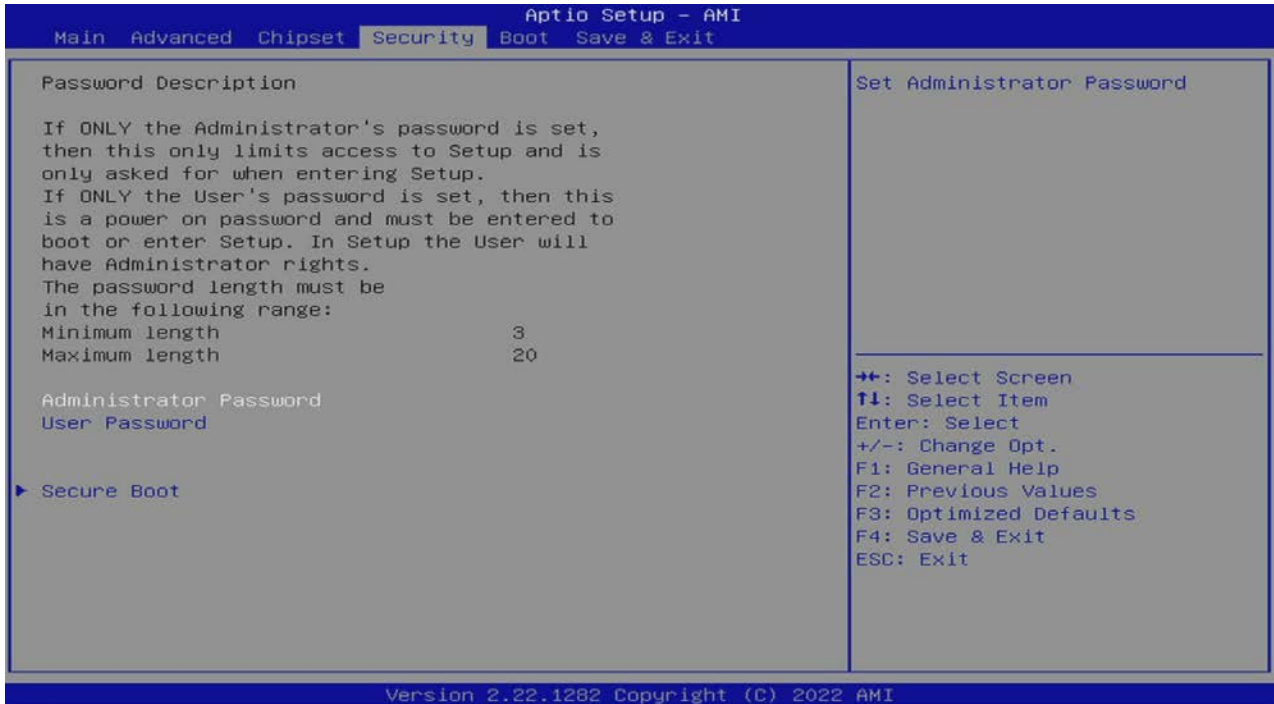 Aptio Setup – AMI
Main Advanced Chipset Security Boot Save & Exit
Password Description
If ONLY the Administrator's password is set,
then this only limits access to Setup and is
only asked for when entering Setup.
If ONLY the User's password is set, then this
is a power on password and must be entered to
boot or enter Setup. In Setup the User will
have Administrator rights.
The password length must be
in the following range:
Minimum length 3
Maximum length 20
Administrator Password
User Password
▶ Secure Boot
Set Administrator Password
→←: Select Screen
↑↓: Select Item
Enter: Select
+/-: Change Opt.
F1: General Help
F2: Previous Values
F3: Optimized Defaults
F4: Save & Exit
ESC: Exit
Version 2.22.1282 Copyright (C) 2022 AMI